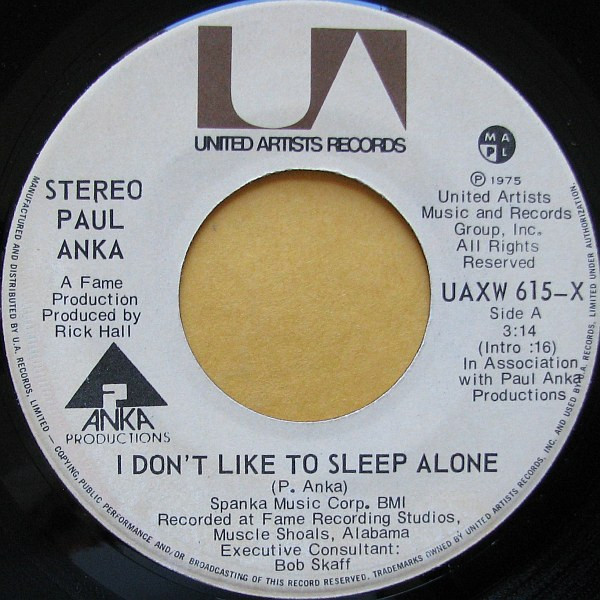 UA
UNITED ARTISTS RECORDS
STEREO
PAUL
ANKA
A Fame
Production
Produced by
Rick Hall
ANKA
PRODUCTIONS
M A
P L
℗ 1975
United Artists
Music and Records
Group, Inc.
All Rights
Reserved
UAXW 615-X
Side A
3:14
(Intro :16)
In Association
with Paul Anka
Productions
I DON'T LIKE TO SLEEP ALONE
(P. Anka)
Spanka Music Corp. BMI
Recorded at Fame Recording Studios,
Muscle Shoals, Alabama
Executive Consultant:
Bob Skaff
MANUFACTURED AND DISTRIBUTED BY U.A. RECORDS, LIMITED — COPYING, PUBLIC PERFORMANCE AND/OR BROADCASTING OF THIS RECORD RESERVED. TRADEMARKS OWNED BY UNITED ARTISTS RECORDS, INC. AND USED BY U.A. RECORDS, LIMITED UNDER AUTHORIZATION.